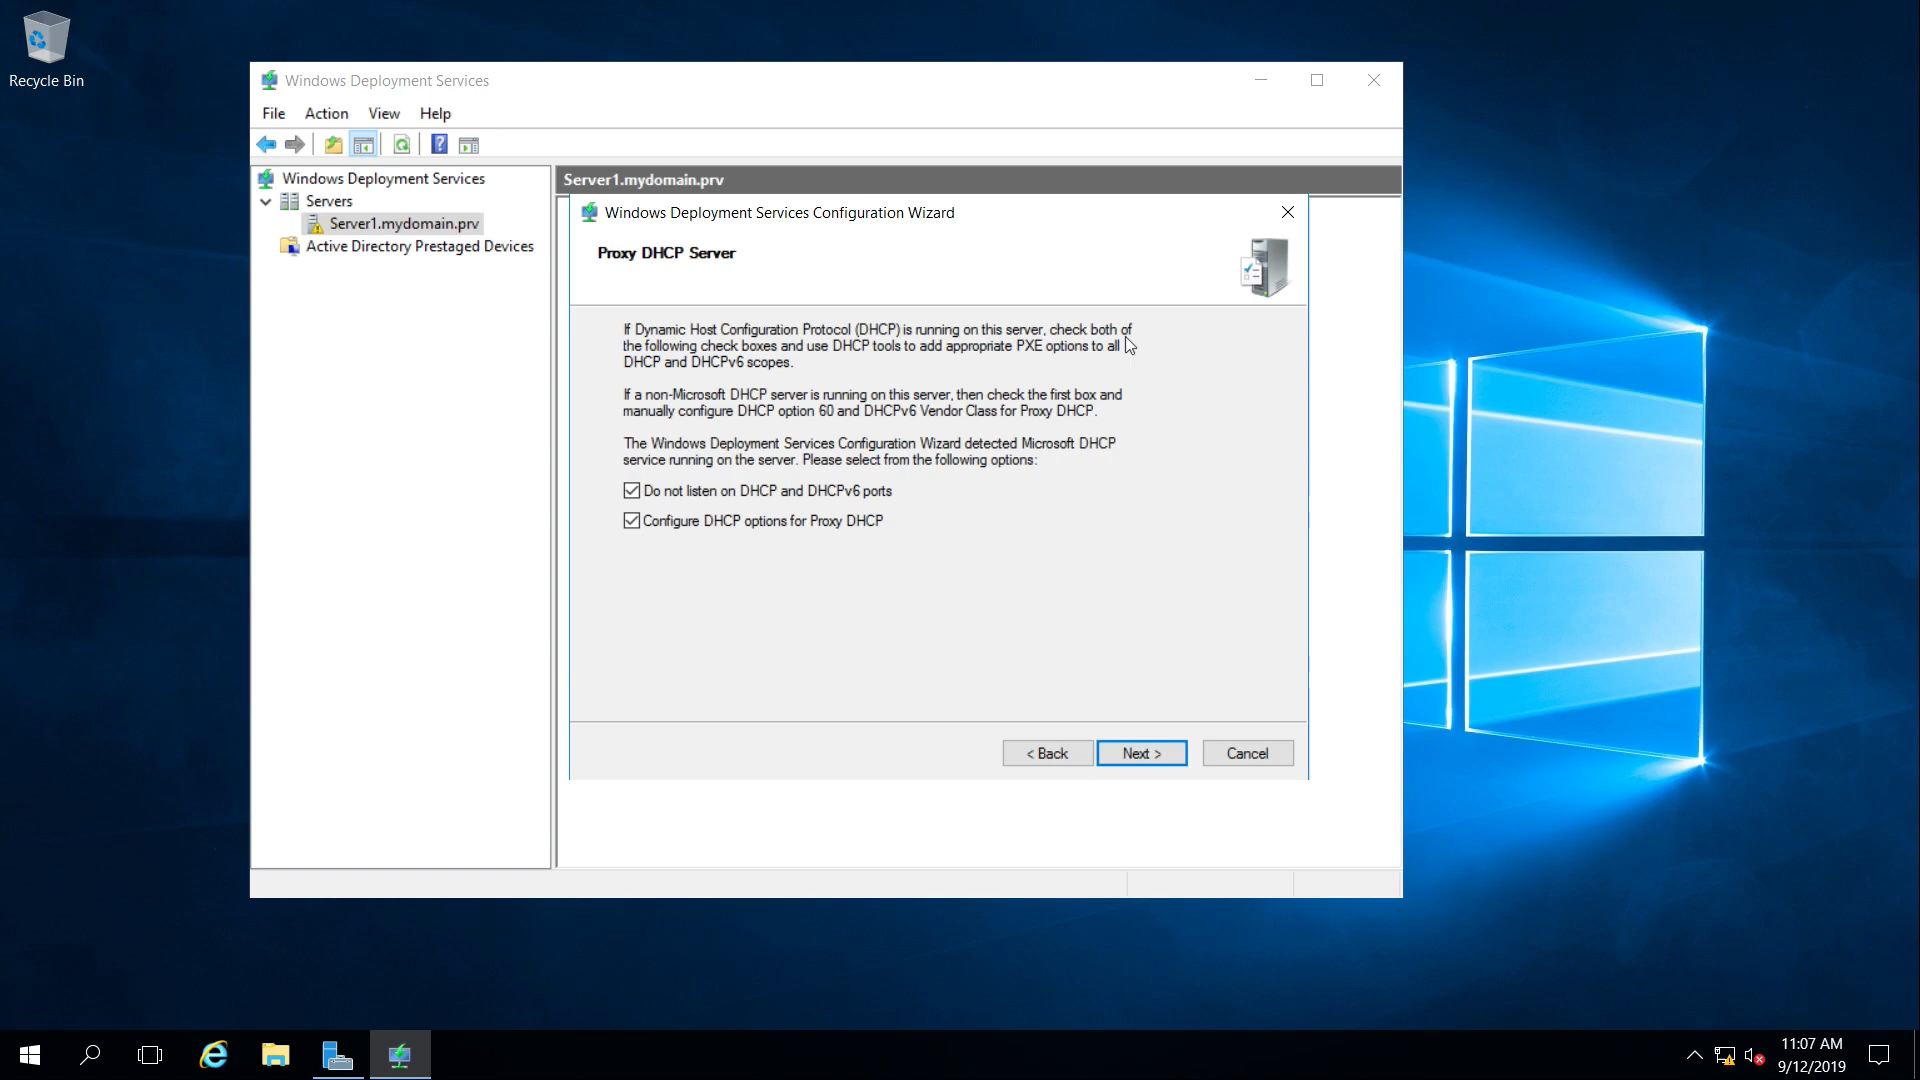 Recycle Bin
Windows Deployment Services
File Action View Help
Windows Deployment Services
Servers
Server1.mydomain.prv
Active Directory Prestaged Devices
Server1.mydomain.prv
Windows Deployment Services Configuration Wizard
Proxy DHCP Server
If Dynamic Host Configuration Protocol (DHCP) is running on this server, check both of
the following check boxes and use DHCP tools to add appropriate PXE options to all
DHCP and DHCPv6 scopes.
If a non-Microsoft DHCP server is running on this server, then check the first box and
manually configure DHCP option 60 and DHCPv6 Vendor Class for Proxy DHCP.
The Windows Deployment Services Configuration Wizard detected Microsoft DHCP
service running on the server. Please select from the following options:
Do not listen on DHCP and DHCPv6 ports
Configure DHCP options for Proxy DHCP
< Back
Next >
Cancel
11:07 AM
9/12/2019